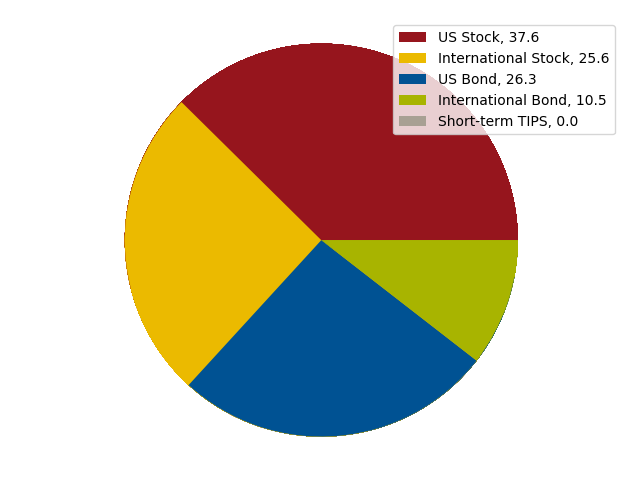 US Stock, 37.6
International Stock, 25.6
US Bond, 26.3
International Bond, 10.5
Short-term TIPS, 0.0